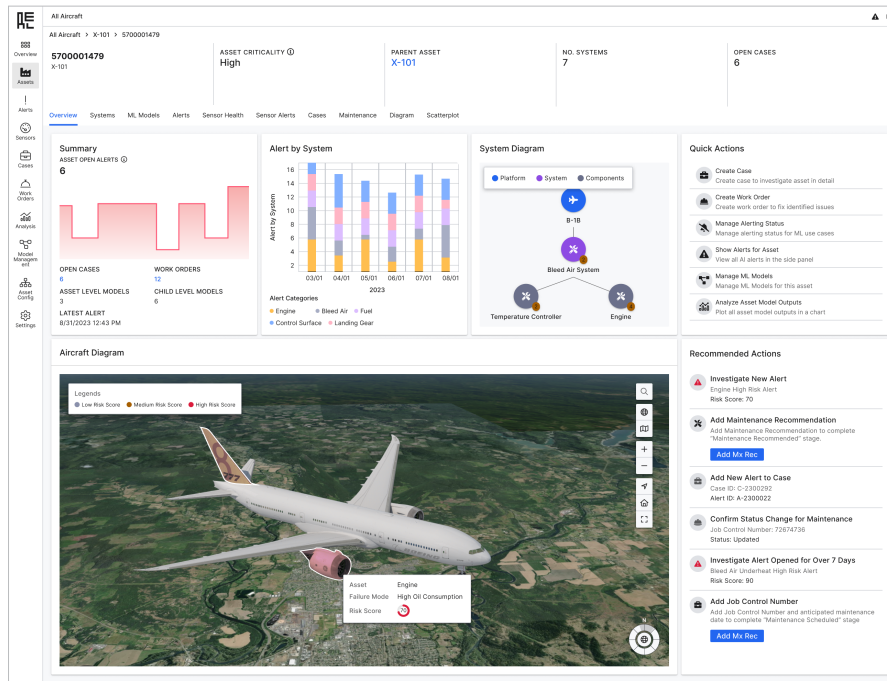 All Aircraft
All Aircraft > X-101 > 5700001479
5700001479
X-101
ASSET CRITICALITY
High
PARENT ASSET
X-101
NO. SYSTEMS
7
OPEN CASES
6
Overview
Assets
Alerts
Sensors
Cases
Work
Orders
Analysis
Model
Managem
ent
Asset
Config
Settings
Overview Systems ML Models Alerts Sensor Health Sensor Alerts Cases Maintenance Diagram Scatterplot
Summary
ASSET OPEN ALERTS
6
OPEN CASES WORK ORDERS
6 12
ASSET LEVEL MODELS CHILD LEVEL MODELS
3 6
LATEST ALERT
8/31/2023 12:43 PM
Alert by System
Alert by System
16
14
12
10
8
6
4
2
03/01 04/01 05/01 06/01 07/01 08/01
2023
Alert Categories
Engine Bleed Air Fuel
Control Surface Landing Gear
System Diagram
Platform System Components
B-1B
Bleed Air System
Temperature Controller Engine
Quick Actions
Create Case
Create case to investigate asset in detail
Create Work Order
Create work order to fix identified issues
Manage Alerting Status
Manage alerting status for ML use cases
Show Alerts for Asset
View all AI alerts in the side panel
Manage ML Models
Manage ML Models for this asset
Analyze Asset Model Outputs
Plot all asset model outputs in a chart
Aircraft Diagram
Legends
Low Risk Score Medium Risk Score High Risk Score
Asset Engine
Failure Mode High Oil Consumption
Risk Score 70
N
Recommended Actions
Investigate New Alert
Engine High Risk Alert
Risk Score: 70
Add Maintenance Recommendation
Add Maintenance Recommendation to complete
"Maintenance Recommended" stage.
Add Mx Rec
Add New Alert to Case
Case ID: C-2300292
Alert ID: A-2300022
Confirm Status Change for Maintenance
Job Control Number: 72674736
Status: Updated
Investigate Alert Opened for Over 7 Days
Bleed Air Underheat High Risk Alert
Risk Score: 90
Add Job Control Number
Add Job Control Number and anticipated maintenance
date to complete "Maintenance Scheduled" stage
Add Mx Rec